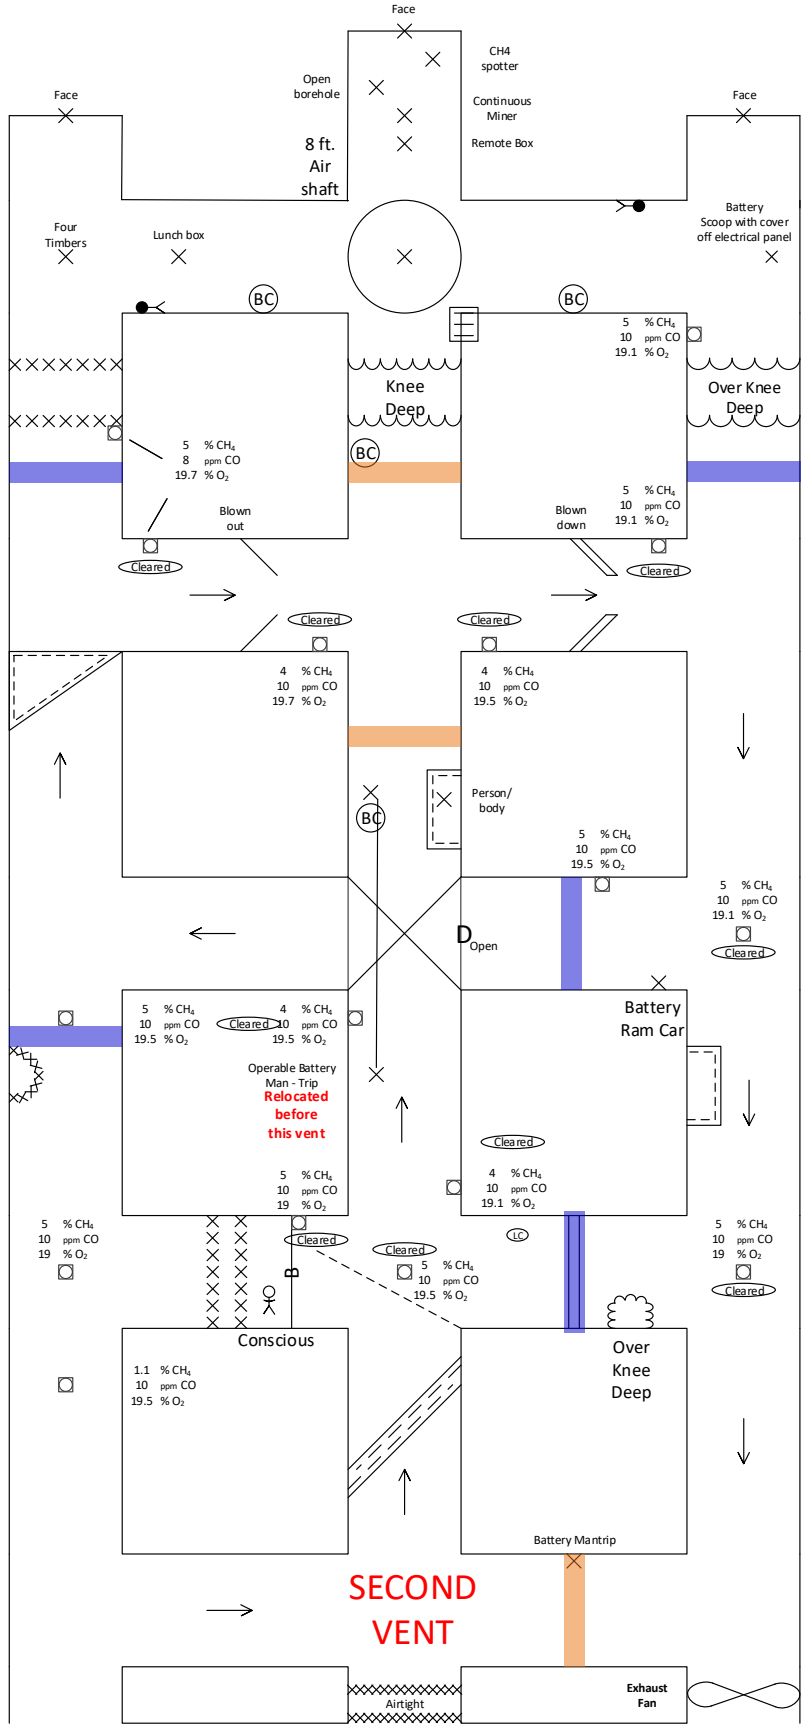 Face
CH4
spotter
Open
borehole
Continuous
Miner
Remote Box
Face
Face
8 ft.
Air
shaft
Four
Timbers
Lunch box
Battery
Scoop with cover
off electrical panel
BC
BC
5 % CH4
10 ppm CO
19.1 % O2
Knee
Deep
Over Knee
Deep
5 % CH4
8 ppm CO
19.7 % O2
BC
5 % CH4
10 ppm CO
19.1 % O2
Blown
out
Blown
down
Cleared
Cleared
Cleared
Cleared
4 % CH4
10 ppm CO
19.7 % O2
4 % CH4
10 ppm CO
19.5 % O2
Person/
body
BC
5 % CH4
10 ppm CO
19.5 % O2
5 % CH4
10 ppm CO
19.1 % O2
D
Open
Cleared
5 % CH4
10 ppm CO
19.5 % O2
Cleared
4 % CH4
10 ppm CO
19.5 % O2
Battery
Ram Car
Operable Battery
Man - Trip
Relocated
before
this vent
Cleared
5 % CH4
10 ppm CO
19 % O2
4 % CH4
10 ppm CO
19.1 % O2
5 % CH4
10 ppm CO
19 % O2
Cleared
Cleared
LC
5 % CH4
10 ppm CO
19 % O2
B
5 % CH4
10 ppm CO
19.5 % O2
Cleared
Conscious
Over
Knee
Deep
1.1 % CH4
10 ppm CO
19.5 % O2
Battery Mantrip
SECOND
VENT
Airtight
Exhaust
Fan